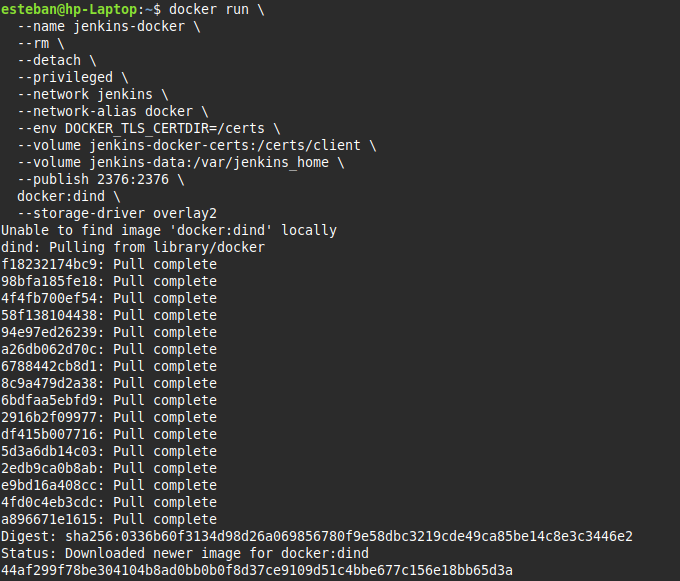 esteban@hp-Laptop:~$ docker run \
  --name jenkins-docker \
  --rm \
  --detach \
  --privileged \
  --network jenkins \
  --network-alias docker \
  --env DOCKER_TLS_CERTDIR=/certs \
  --volume jenkins-docker-certs:/certs/client \
  --volume jenkins-data:/var/jenkins_home \
  --publish 2376:2376 \
  docker:dind \
  --storage-driver overlay2
Unable to find image 'docker:dind' locally
dind: Pulling from library/docker
f18232174bc9: Pull complete
98bfa185fe18: Pull complete
4f4fb700ef54: Pull complete
58f138104438: Pull complete
94e97ed26239: Pull complete
a26db062d70c: Pull complete
6788442cb8d1: Pull complete
8c9a479d2a38: Pull complete
6bdfaa5ebfd9: Pull complete
2916b2f09977: Pull complete
df415b007716: Pull complete
5d3a6db14c03: Pull complete
2edb9ca0b8ab: Pull complete
e9bd16a408cc: Pull complete
4fd0c4eb3cdc: Pull complete
a896671e1615: Pull complete
Digest: sha256:0336b60f3134d98d26a069856780f9e58dbc3219cde49ca85be14c8e3c3446e2
Status: Downloaded newer image for docker:dind
44af299f78be304104b8ad0bb0b0f8d37ce9109d51c4bbe677c156e18bb65d3a